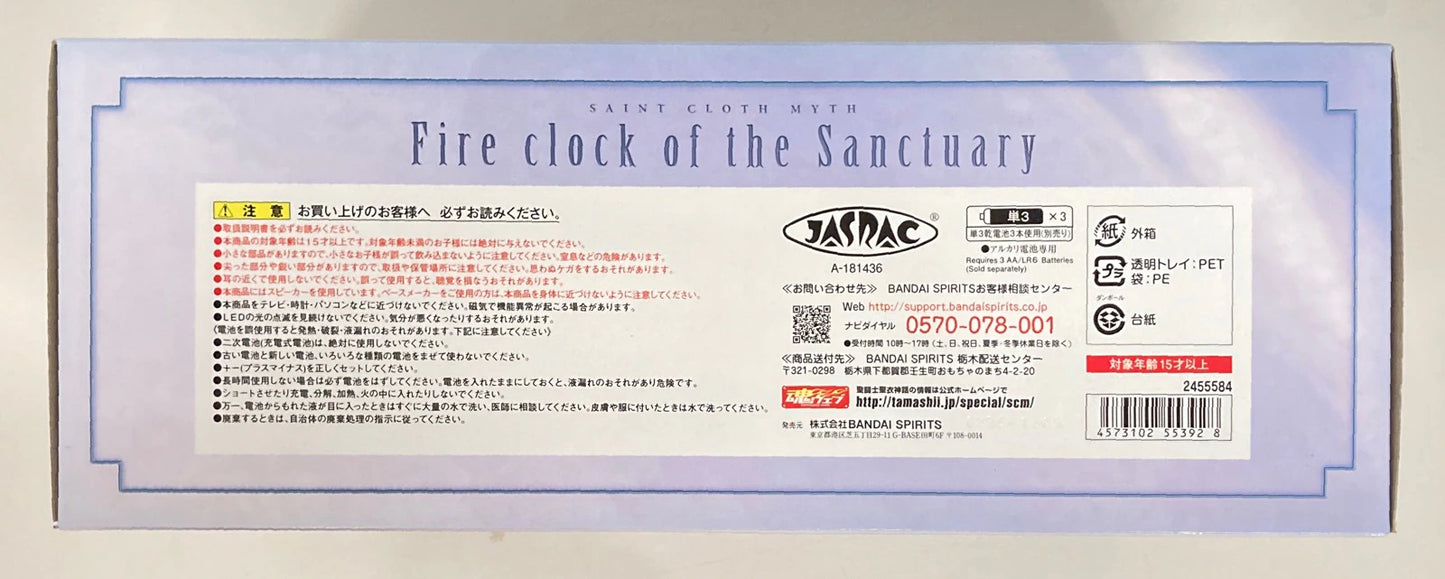 SAINT CLOTH MYTH
Fire clock of the Sanctuary
注意 お買い上げのお客様へ 必ずお読みください。
●取扱説明書を必ずお読みください。
●本商品の対象年齢は15才以上です。対象年齢未満のお子様には絶対に与えないでください。
●小さな部品がありますので、小さなお子様が誤って飲み込まないように注意してください。窒息などの危険があります。
●尖った部分や鋭い部分がありますので、取扱や保管場所に注意してください。思わぬケガをするおそれがあります。
●耳の近くで使用しないでください。誤って使用すると、聴覚を損なうおそれがあります。
●本商品にはスピーカーを使用しています。ペースメーカーをご使用の方は、本商品を身体に近づけないように注意してください。
●本商品をテレビ・時計・パソコンなどに近づけないでください。磁気で機能異常が起こる場合があります。
●LEDの光の点滅を見続けないでください。気分が悪くなったりするおそれがあります。
〈電池を誤使用すると発熱・破裂・液漏れのおそれがあります。下記に注意してください〉
●二次電池(充電式電池)は、絶対に使用しないでください。
●古い電池と新しい電池、いろいろな種類の電池をまぜて使わないでください。
●+-(プラスマイナス)を正しくセットしてください。
●長時間使用しない場合は必ず電池をはずしてください。電池を入れたままにしておくと、液漏れのおそれがあり危険です。
●ショートさせたり充電、分解、加熱、火の中に入れたりしないでください。
●万一、電池からもれた液が目に入ったときはすぐに大量の水で洗い、医師に相談してください。皮膚や服に付いたときは水で洗ってください。
●廃棄するときは、自治体の廃棄処理の指示に従ってください。
JASRAC®
A-181436
単3 ×3
単3乾電池3本使用(別売り)
●アルカリ電池専用
Requires 3 AA/LR6 Batteries
(Sold separately)
≪お問い合わせ先≫ BANDAI SPIRITSお客様相談センター
Web http://support.bandaispirits.co.jp
ナビダイヤル 0570-078-001
●受付時間 10時〜17時(土、日、祝日、夏季・冬季休業日を除く)
≪商品送付先≫ BANDAI SPIRITS 栃木配送センター
〒321-0298 栃木県下都賀郡壬生町おもちゃのまち4-2-20
魂ウェブ
聖闘士聖衣神話の情報は公式ホームページで
http://tamashii.jp/special/scm/
発売元 株式会社BANDAI SPIRITS
東京都港区芝五丁目29-11 G-BASE田町6F 〒108-0014
紙 外箱
プラ 透明トレイ:PET
袋:PE
ダンボール
台紙
対象年齢15才以上
2455584
4573102 55392 8